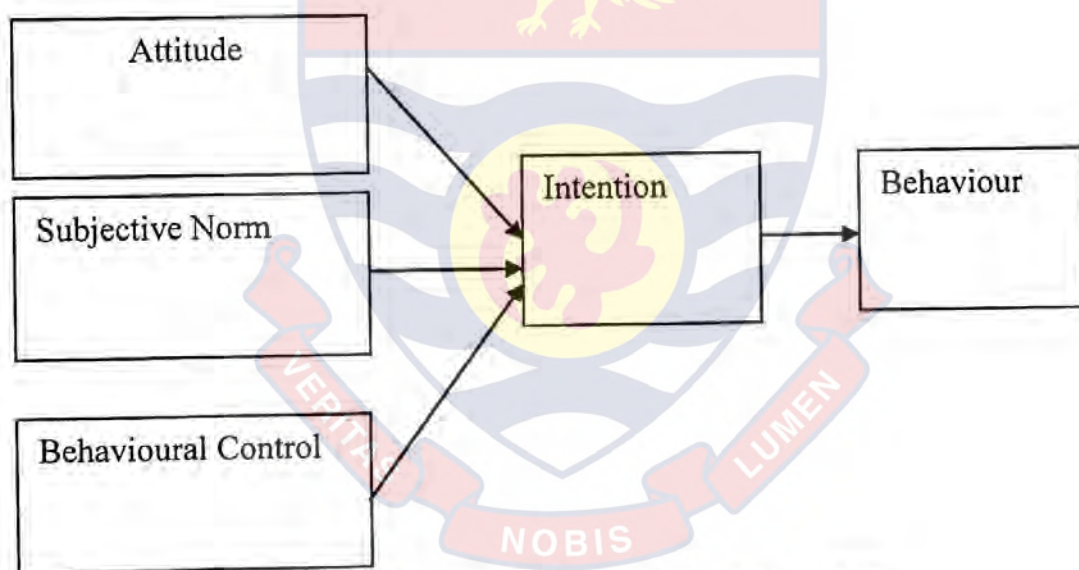 Attitude
Subjective Norm
Behavioural Control
Intention
Behaviour
VERITAS
NOBIS
LUMEN